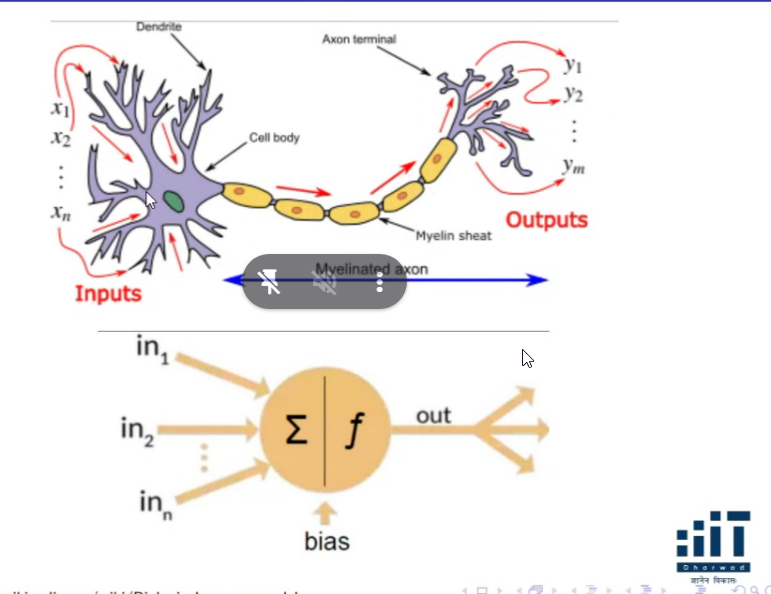 Dendrite
Axon terminal
x1
x2
⋮
xn
Cell body
y1
y2
⋮
ym
Outputs
Myelin sheat
Myelinated axon
Inputs
in1
in2
⋮
inn
Σ f
out
bias
Dharwad